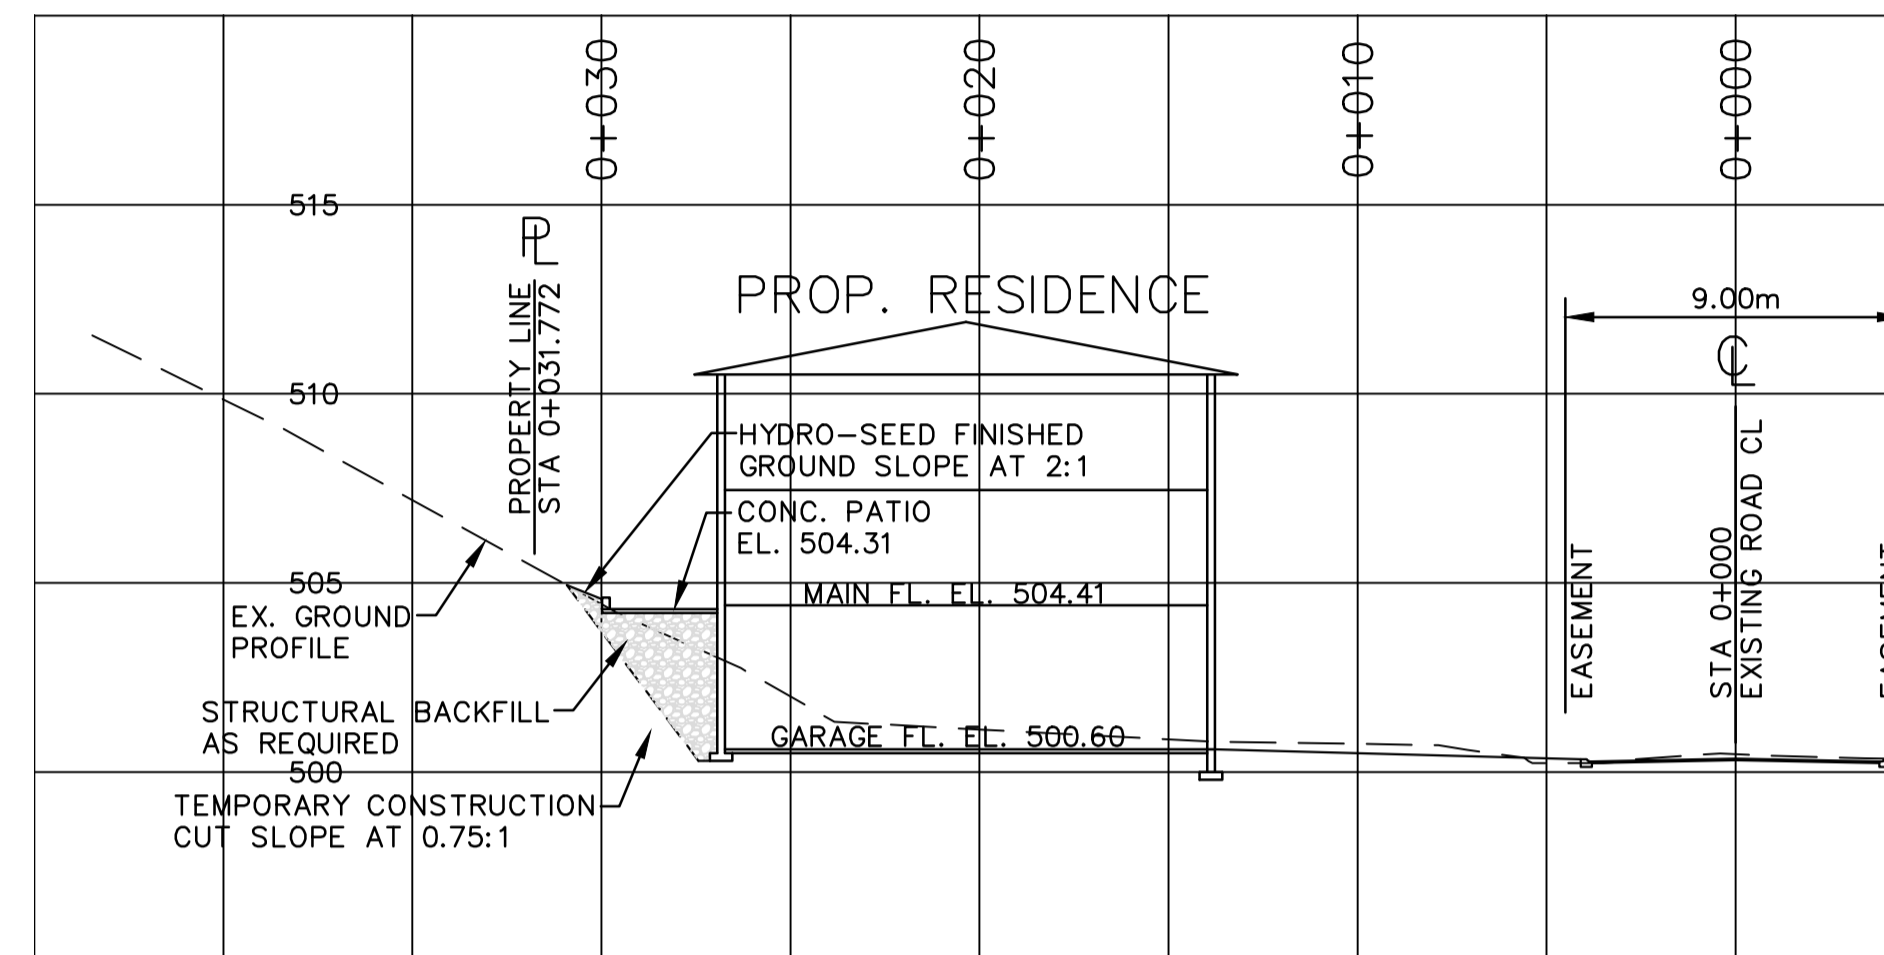 0+030
0+020
0+010
0+000
515
PROPERTY LINE
STA 0+031.772
PL
PROP. RESIDENCE
9.00m
CL
510
HYDRO-SEED FINISHED
GROUND SLOPE AT 2:1
CONC. PATIO
EL. 504.31
505
MAIN FL. EL. 504.41
EX. GROUND
PROFILE
EASEMENT
STA 0+000
EXISTING ROAD CL
EASEMENT
STRUCTURAL BACKFILL
AS REQUIRED
GARAGE FL. EL. 500.60
500
TEMPORARY CONSTRUCTION
CUT SLOPE AT 0.75:1